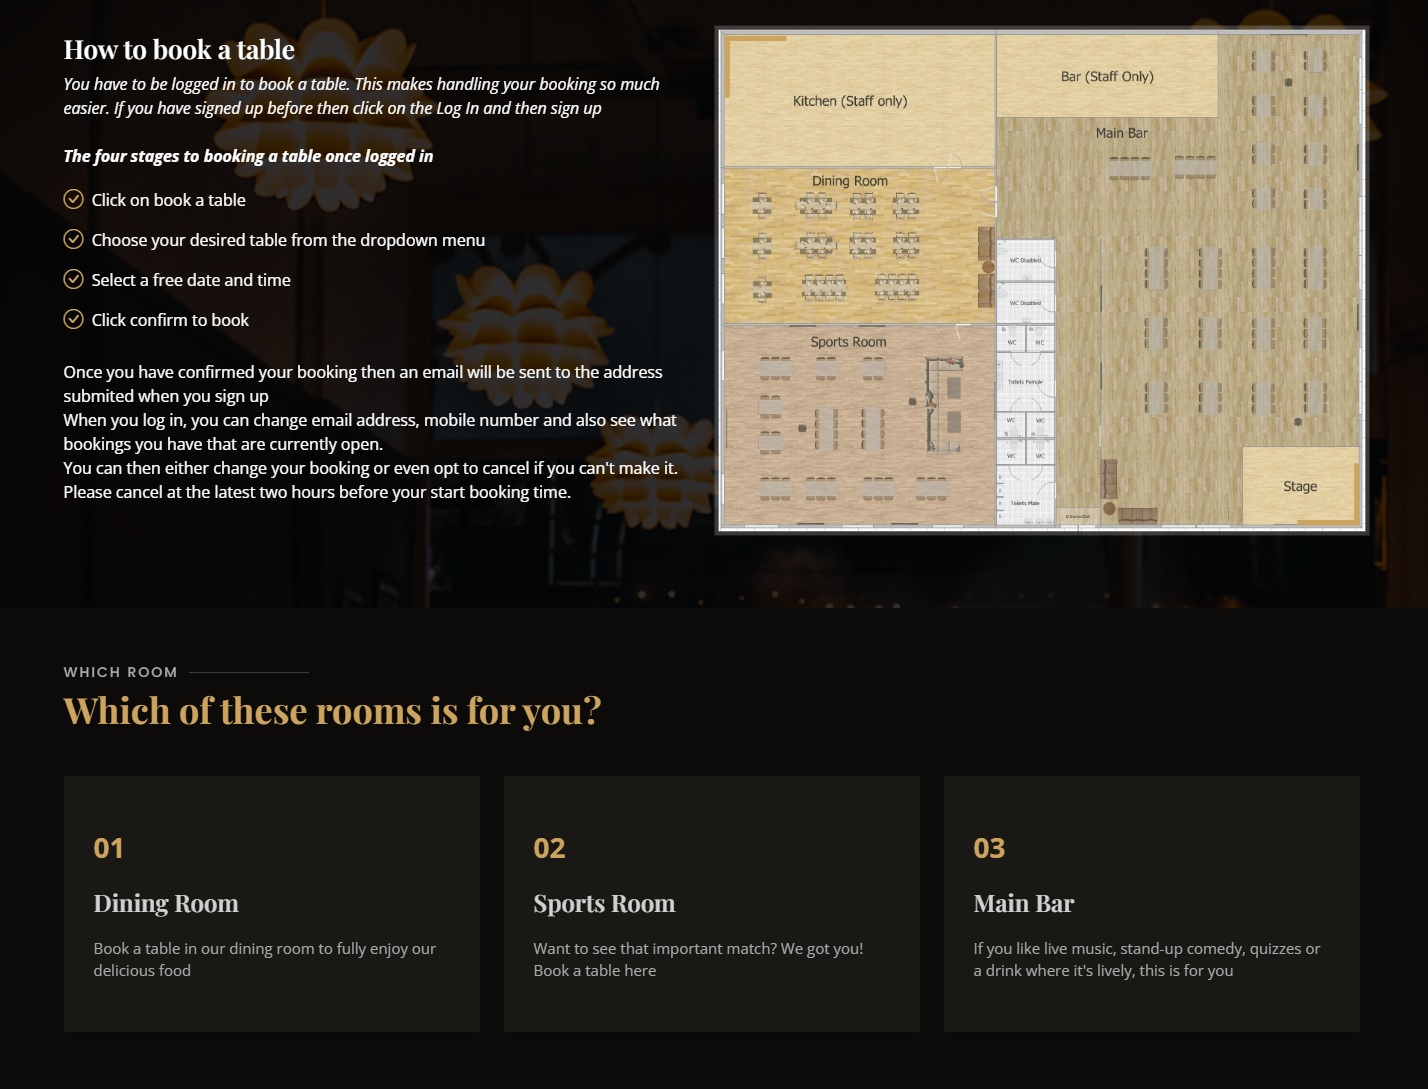 How to book a table
You have to be logged in to book a table. This makes handling your booking so much
easier. If you have signed up before then click on the Log In and then sign up
The four stages to booking a table once logged in
Click on book a table
Choose your desired table from the dropdown menu
Select a free date and time
Click confirm to book
Once you have confirmed your booking then an email will be sent to the address
submited when you sign up
When you log in, you can change email address, mobile number and also see what
bookings you have that are currently open.
You can then either change your booking or even opt to cancel if you can't make it.
Please cancel at the latest two hours before your start booking time.
Kitchen (Staff only)
Bar (Staff Only)
Main Bar
Dining Room
WC Disabled
WC Disabled
Sports Room
WC WC
Toilets Female
WC WC
WC WC
Toilets Male
Stage
WHICH ROOM
Which of these rooms is for you?
01
Dining Room
Book a table in our dining room to fully enjoy our
delicious food
02
Sports Room
Want to see that important match? We got you!
Book a table here
03
Main Bar
If you like live music, stand-up comedy, quizzes or
a drink where it's lively, this is for you